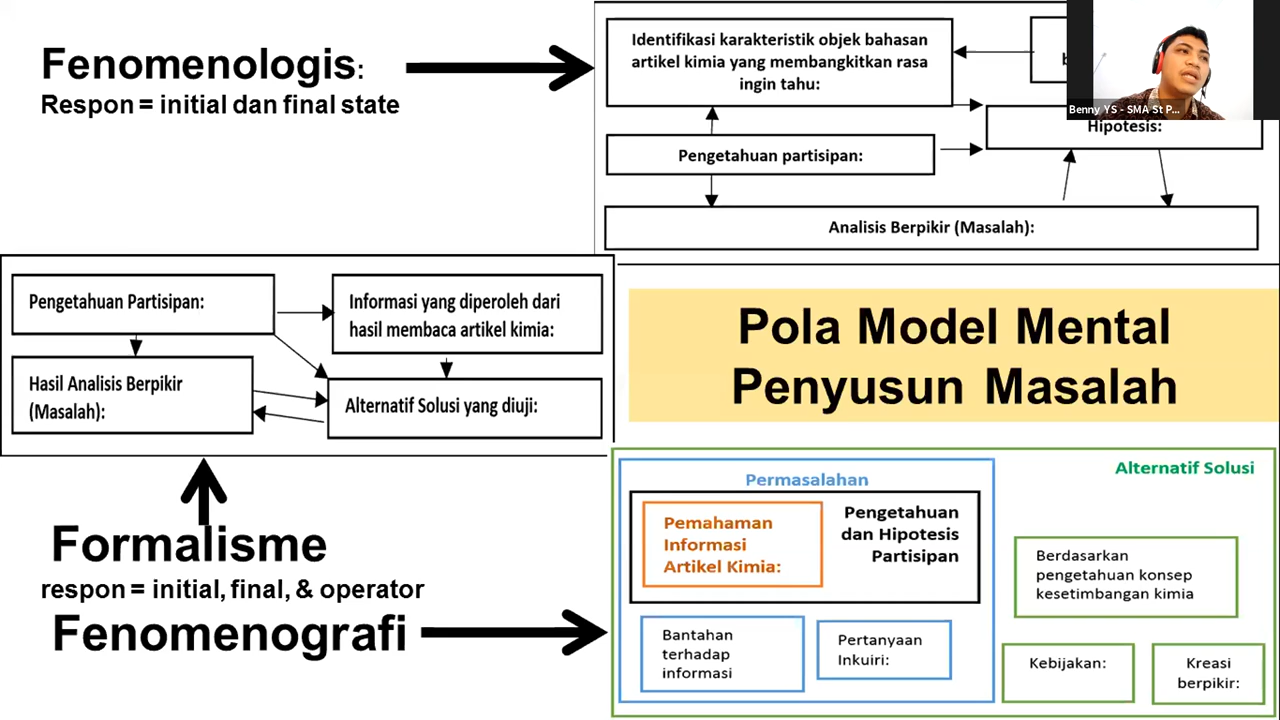 Fenomenologis:
Respon = initial dan final state
Identifikasi karakteristik objek bahasan
artikel kimia yang membangkitkan rasa
ingin tahu:
Benny YS - SMA St P...
Hipotesis:
Pengetahuan partisipan:
Analisis Berpikir (Masalah):
Pengetahuan Partisipan:
Informasi yang diperoleh dari
hasil membaca artikel kimia:
Hasil Analisis Berpikir
(Masalah):
Alternatif Solusi yang diuji:
Pola Model Mental
Penyusun Masalah
Formalisme
respon = initial, final, & operator
Fenomenografi
Alternatif Solusi
Permasalahan
Pemahaman
Informasi
Artikel Kimia:
Pengetahuan
dan Hipotesis
Partisipan
Berdasarkan
pengetahuan konsep
kesetimbangan kimia
Bantahan
terhadap
informasi
Pertanyaan
Inkuiri:
Kebijakan:
Kreasi
berpikir: